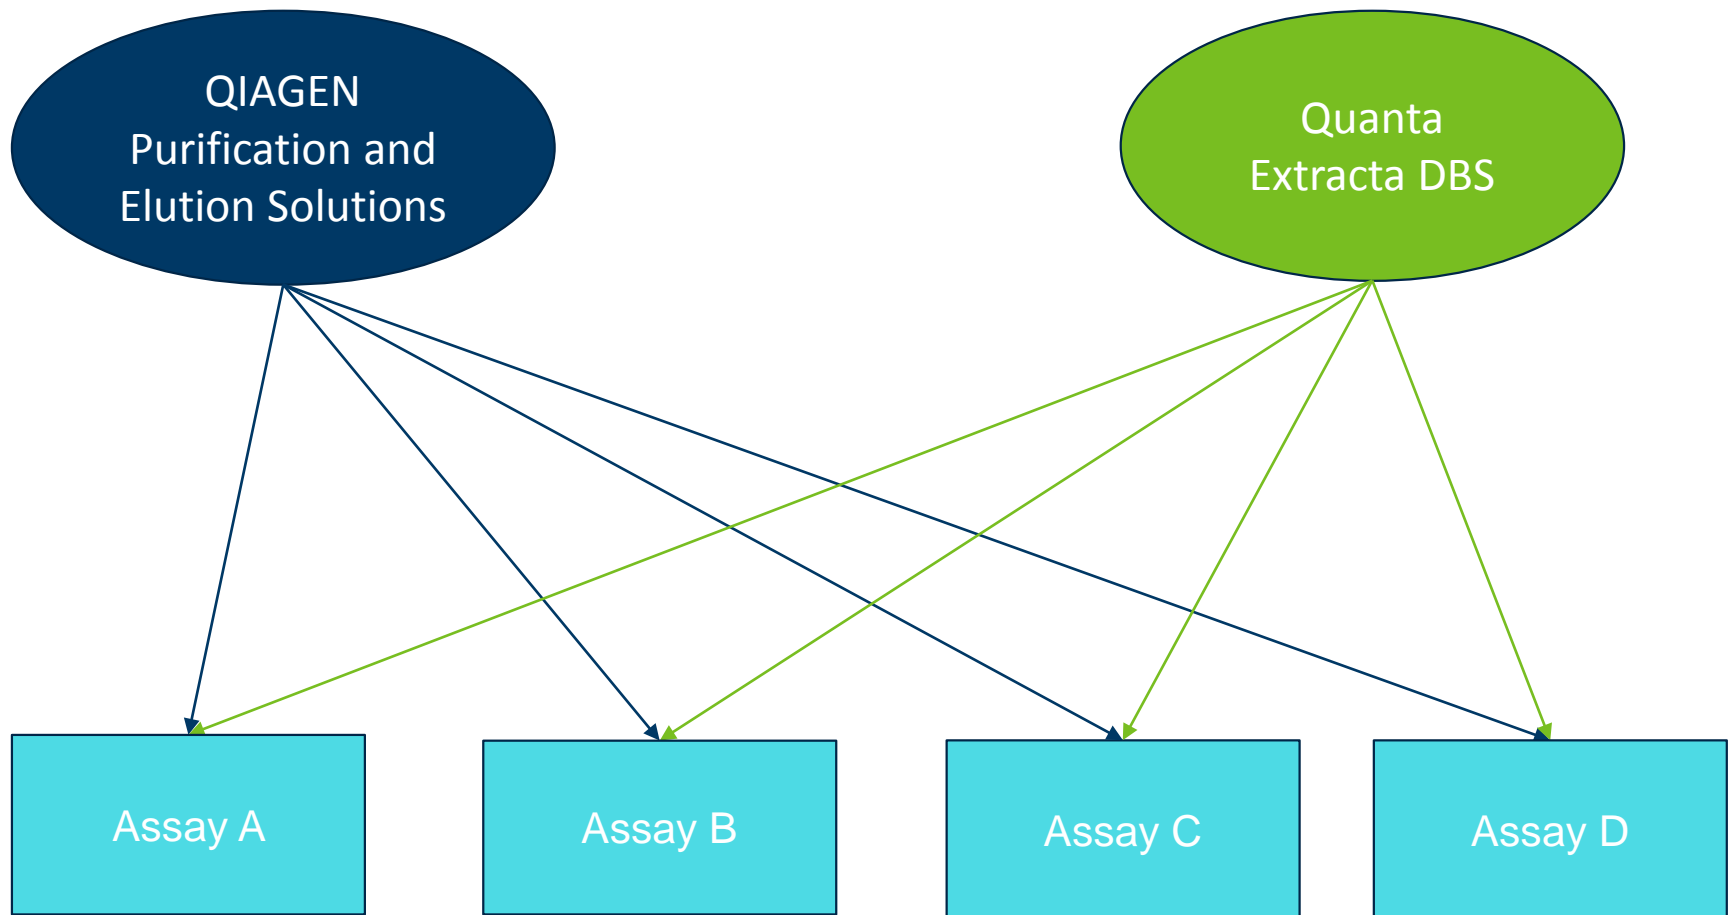 QIAGEN
Purification and
Elution Solutions
Quanta
Extracta DBS
Assay A
Assay B
Assay C
Assay D